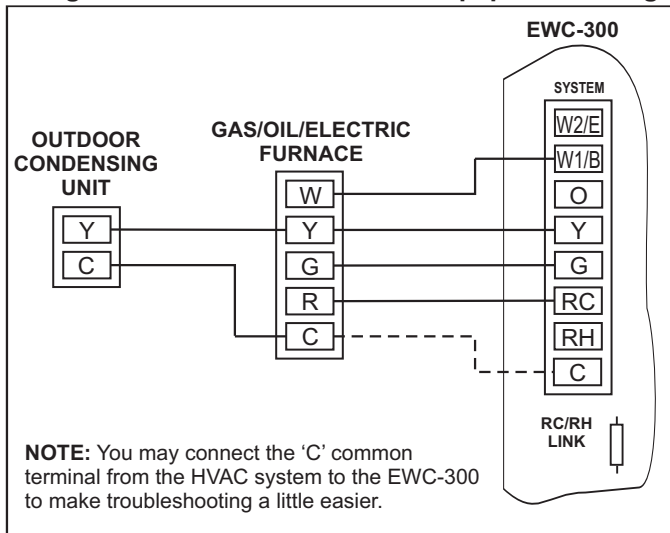 EWC-300
SYSTEM
W2/E
W1/B
O
Y
G
RC
RH
C
RC/RH
LINK
OUTDOOR
CONDENSING
UNIT
Y
C
GAS/OIL/ELECTRIC
FURNACE
W
Y
G
R
C
NOTE: You may connect the ‘C’ common
terminal from the HVAC system to the EWC-300
to make troubleshooting a little easier.